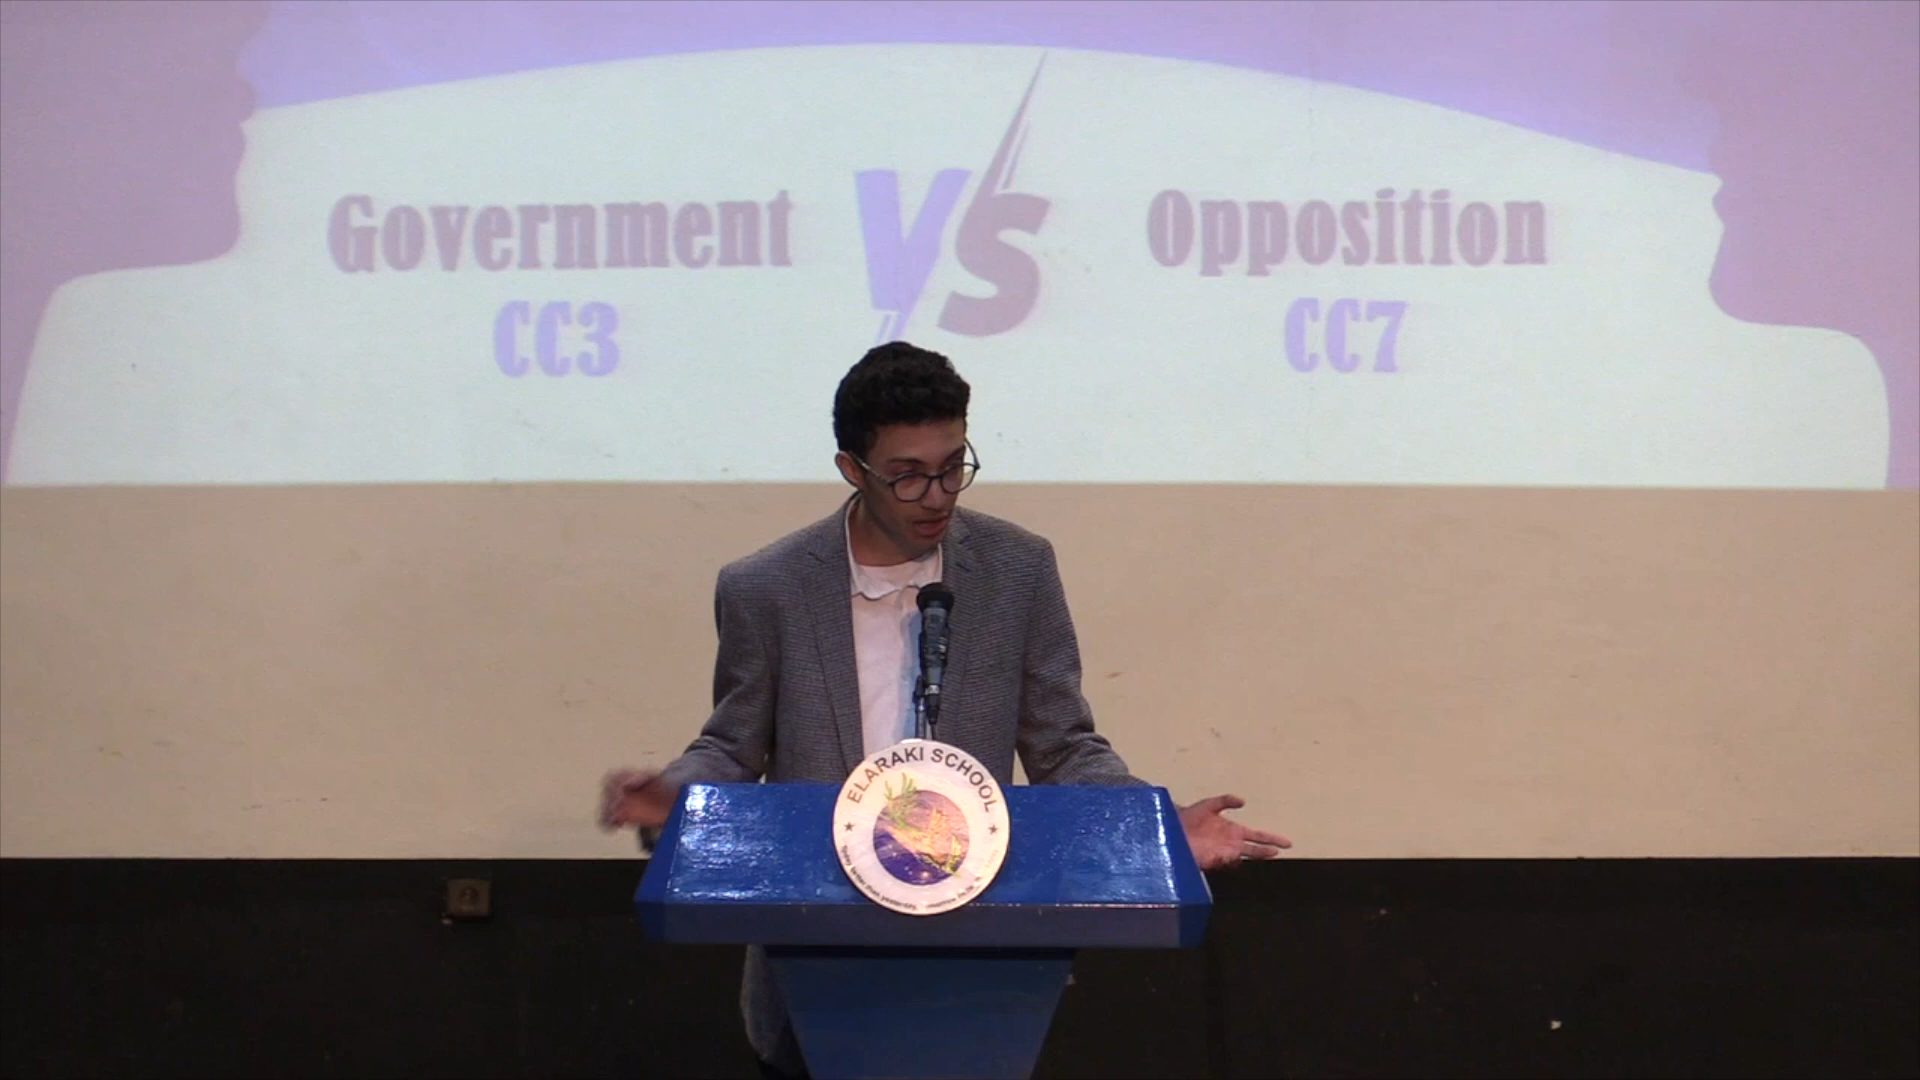 Government
VS
Opposition
CC3
CC7
ELARAKI SCHOOL